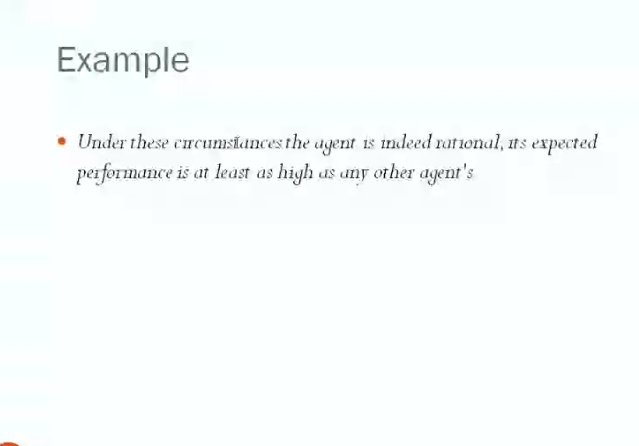 Example
• Under these circumstances the agent is indeed rational, its expected
performance is at least as high as any other agent's